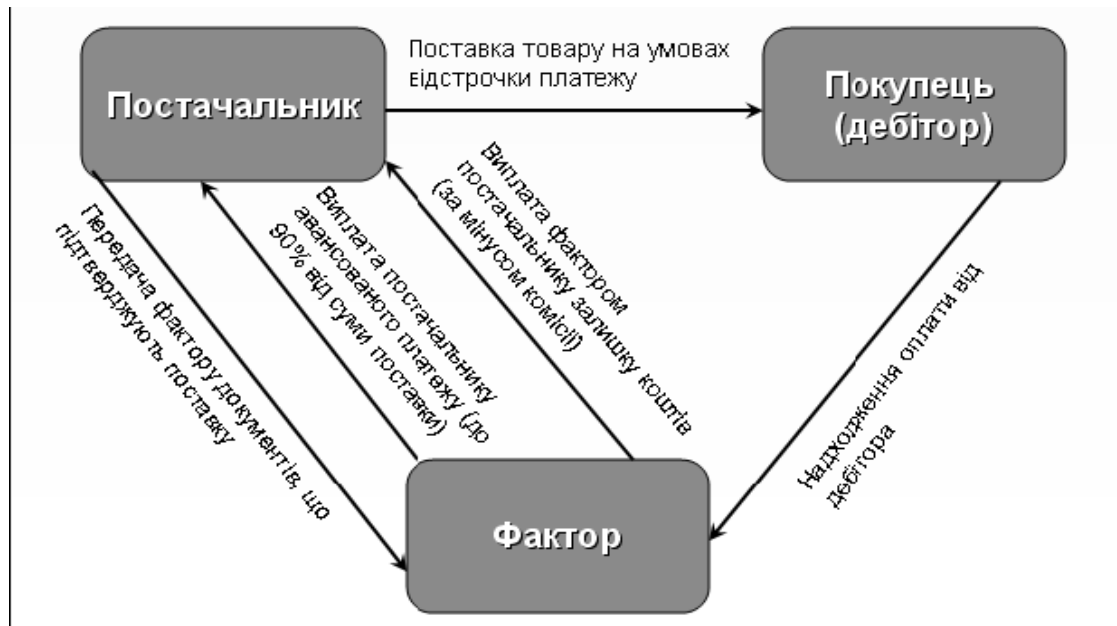 Постачальник
Поставка товару на умовах
відстрочки платежу
Покупець
(дебітор)
Передача фактору документів, що
підтверджують поставку
Виплата постачальнику
авансованого платежу (до
90% від суми поставки)
Виплата фактором
постачальнику залишку коштів
(за мінусом комісії)
Надходження оплати від
дебітора
Фактор